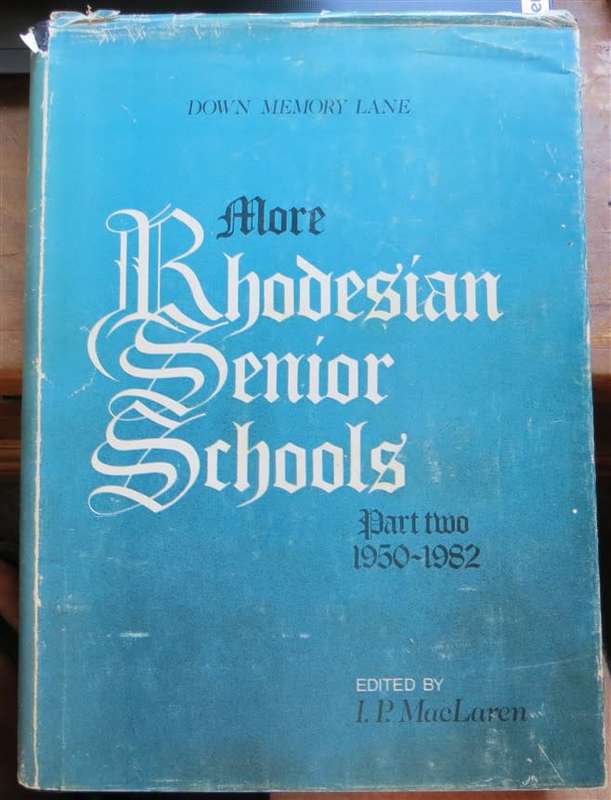 DOWN MEMORY LANE
More
Rhodesian
Senior
Schools
Part two
1950-1982
EDITED BY
I. P. MacLaren